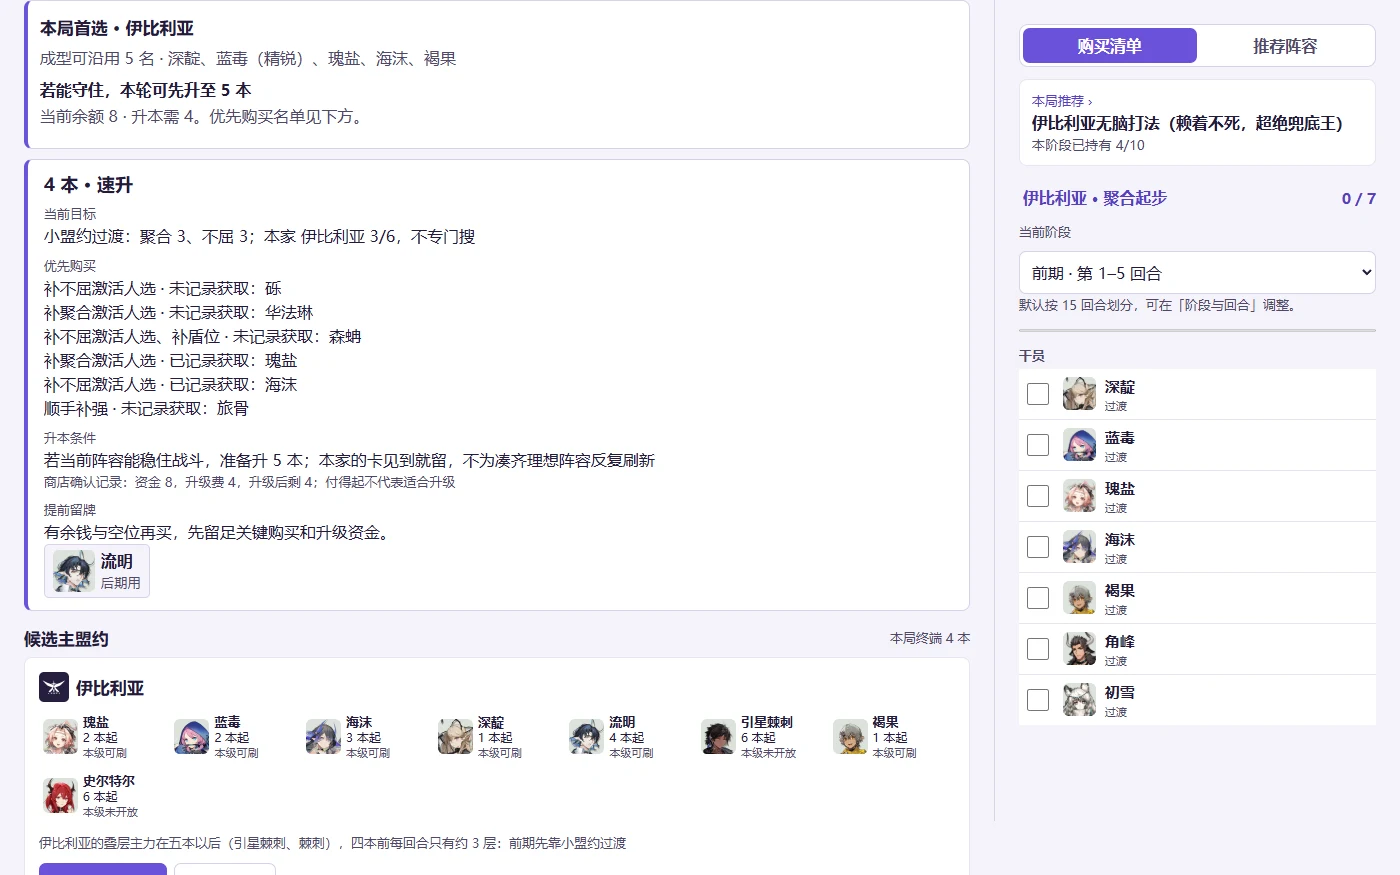 本局首选 • 伊比利亚
成型可沿用 5 名 · 深靛、蓝毒（精锐）、瑰盐、海沫、褐果
若能守住，本轮可先升至 5 本
当前余额 8 · 升本需 4。优先购买名单见下方。
4 本 • 速升
当前目标
小盟约过渡：聚合 3、不屈 3；本家 伊比利亚 3/6，不专门搜
优先购买
补不屈激活人选 · 未记录获取：砾
补聚合激活人选 · 未记录获取：华法琳
补不屈激活人选、补盾位 · 未记录获取：森蚺
补聚合激活人选 · 已记录获取：瑰盐
补不屈激活人选 · 已记录获取：海沫
顺手补强 · 未记录获取：旅骨
升本条件
若当前阵容能稳住战斗，准备升 5 本；本家的卡见到就留，不为凑齐理想阵容反复刷新
商店确认记录：资金 8，升级费 4，升级后剩 4；付得起不代表适合升级
提前留牌
有余钱与空位再买，先留足关键购买和升级资金。
流明
后期用
候选主盟约
本局终端 4 本
伊比利亚
瑰盐
2 本起
本级可刷
蓝毒
2 本起
本级可刷
海沫
3 本起
本级可刷
深靛
1 本起
本级可刷
流明
4 本起
本级可刷
引星棘刺
6 本起
本级未开放
褐果
1 本起
本级可刷
史尔特尔
6 本起
本级未开放
伊比利亚的叠层主力在五本以后（引星棘刺、棘刺），四本前每回合只有约 3 层：前期先靠小盟约过渡
购买清单
推荐阵容
本局推荐 ›
伊比利亚无脑打法（赖着不死，超绝兜底王）
本阶段已持有 4/10
伊比利亚 • 聚合起步
0 / 7
当前阶段
前期 · 第 1–5 回合
默认按 15 回合划分，可在「阶段与回合」调整。
干员
深靛
过渡
蓝毒
过渡
瑰盐
过渡
海沫
过渡
褐果
过渡
角峰
过渡
初雪
过渡